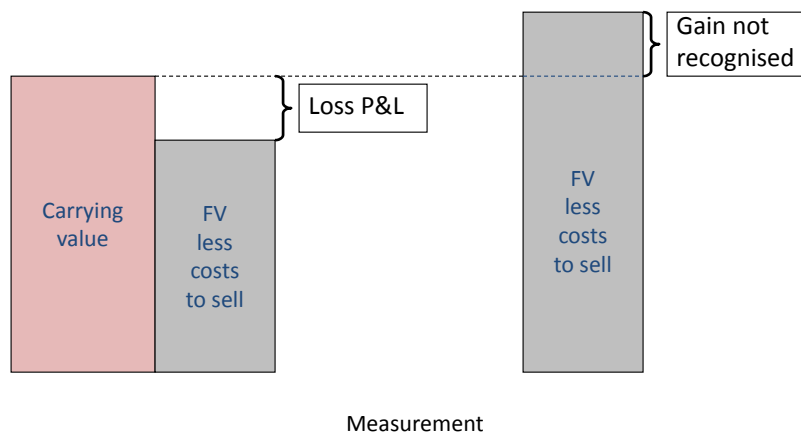 Gain not
recognised
Loss P&L
Carrying
value
FV
less
costs
to sell
FV
less
costs
to sell
Measurement